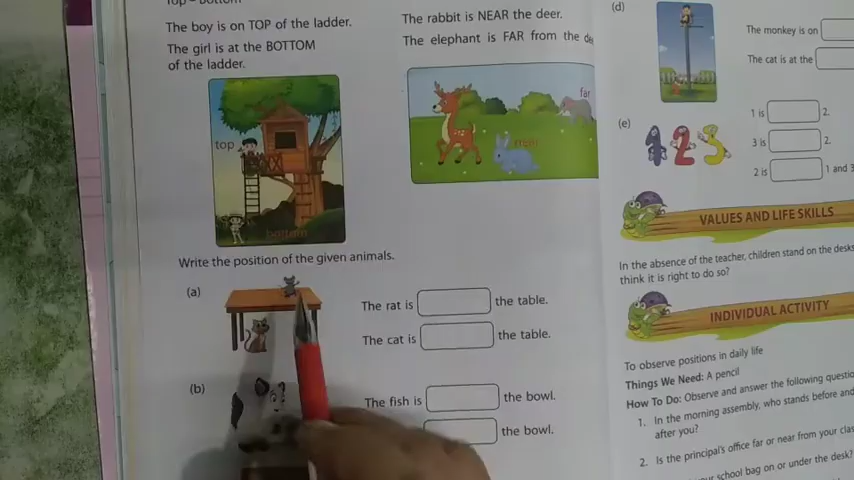 Top – Bottom
The boy is on TOP of the ladder.
The girl is at the BOTTOM
of the ladder.
top
bottom
The rabbit is NEAR the deer.
The elephant is FAR from the
far
near
Write the position of the given animals.
(a)
The rat is the table.
The cat is the table.
(b)
The fish is the bowl.
the bowl.
(d)
The monkey is on
The cat is at the
(e)
1 2 3
1 is 2.
3 is 2.
2 is 1 and 3
VALUES AND LIFE SKILLS
In the absence of the teacher, children stand on the desks
think it is right to do so?
INDIVIDUAL ACTIVITY
To observe positions in daily life
Things We Need: A pencil
How To Do: Observe and answer the following
1. In the morning assembly, who stands before and
after you?
2. Is the principal's office far or near from your
school bag on or under the desk?